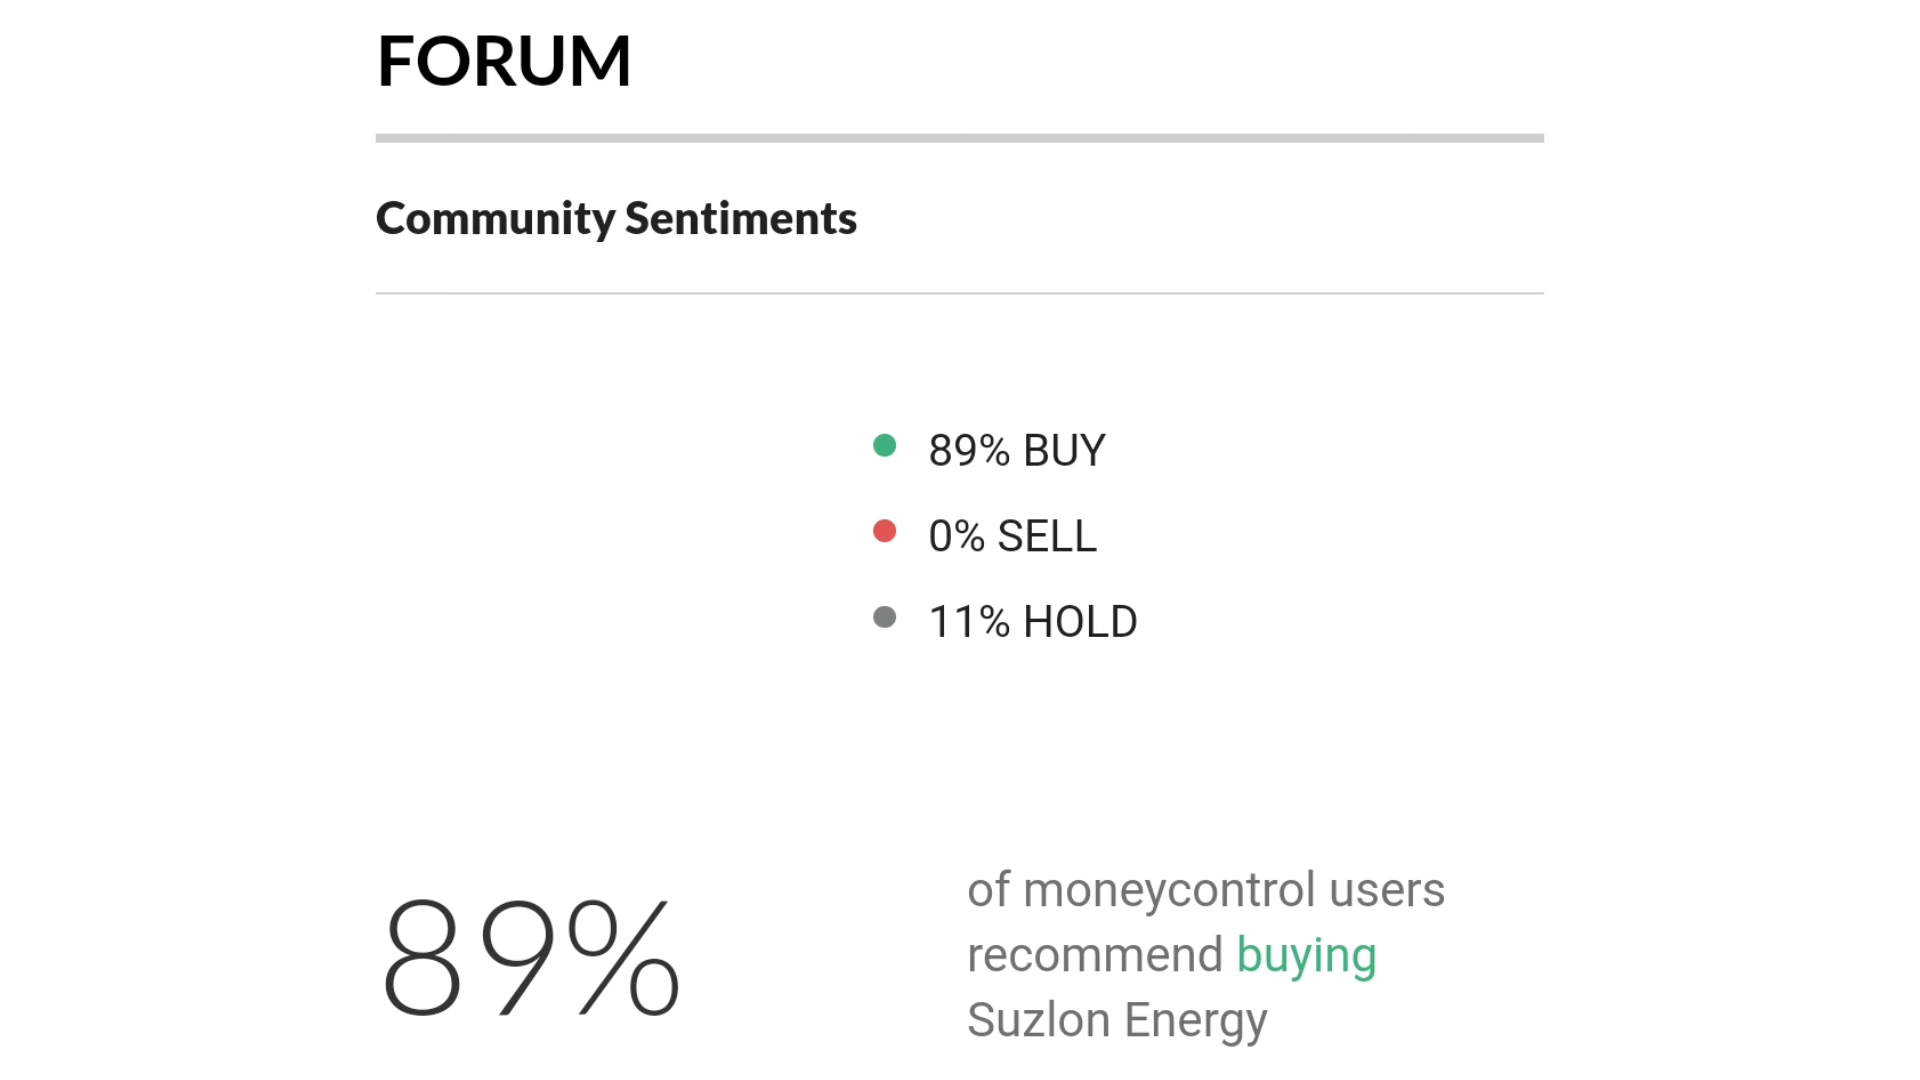 FORUM
Community Sentiments
89% BUY
0% SELL
11% HOLD
89%
of moneycontrol users
recommend buying
Suzlon Energy